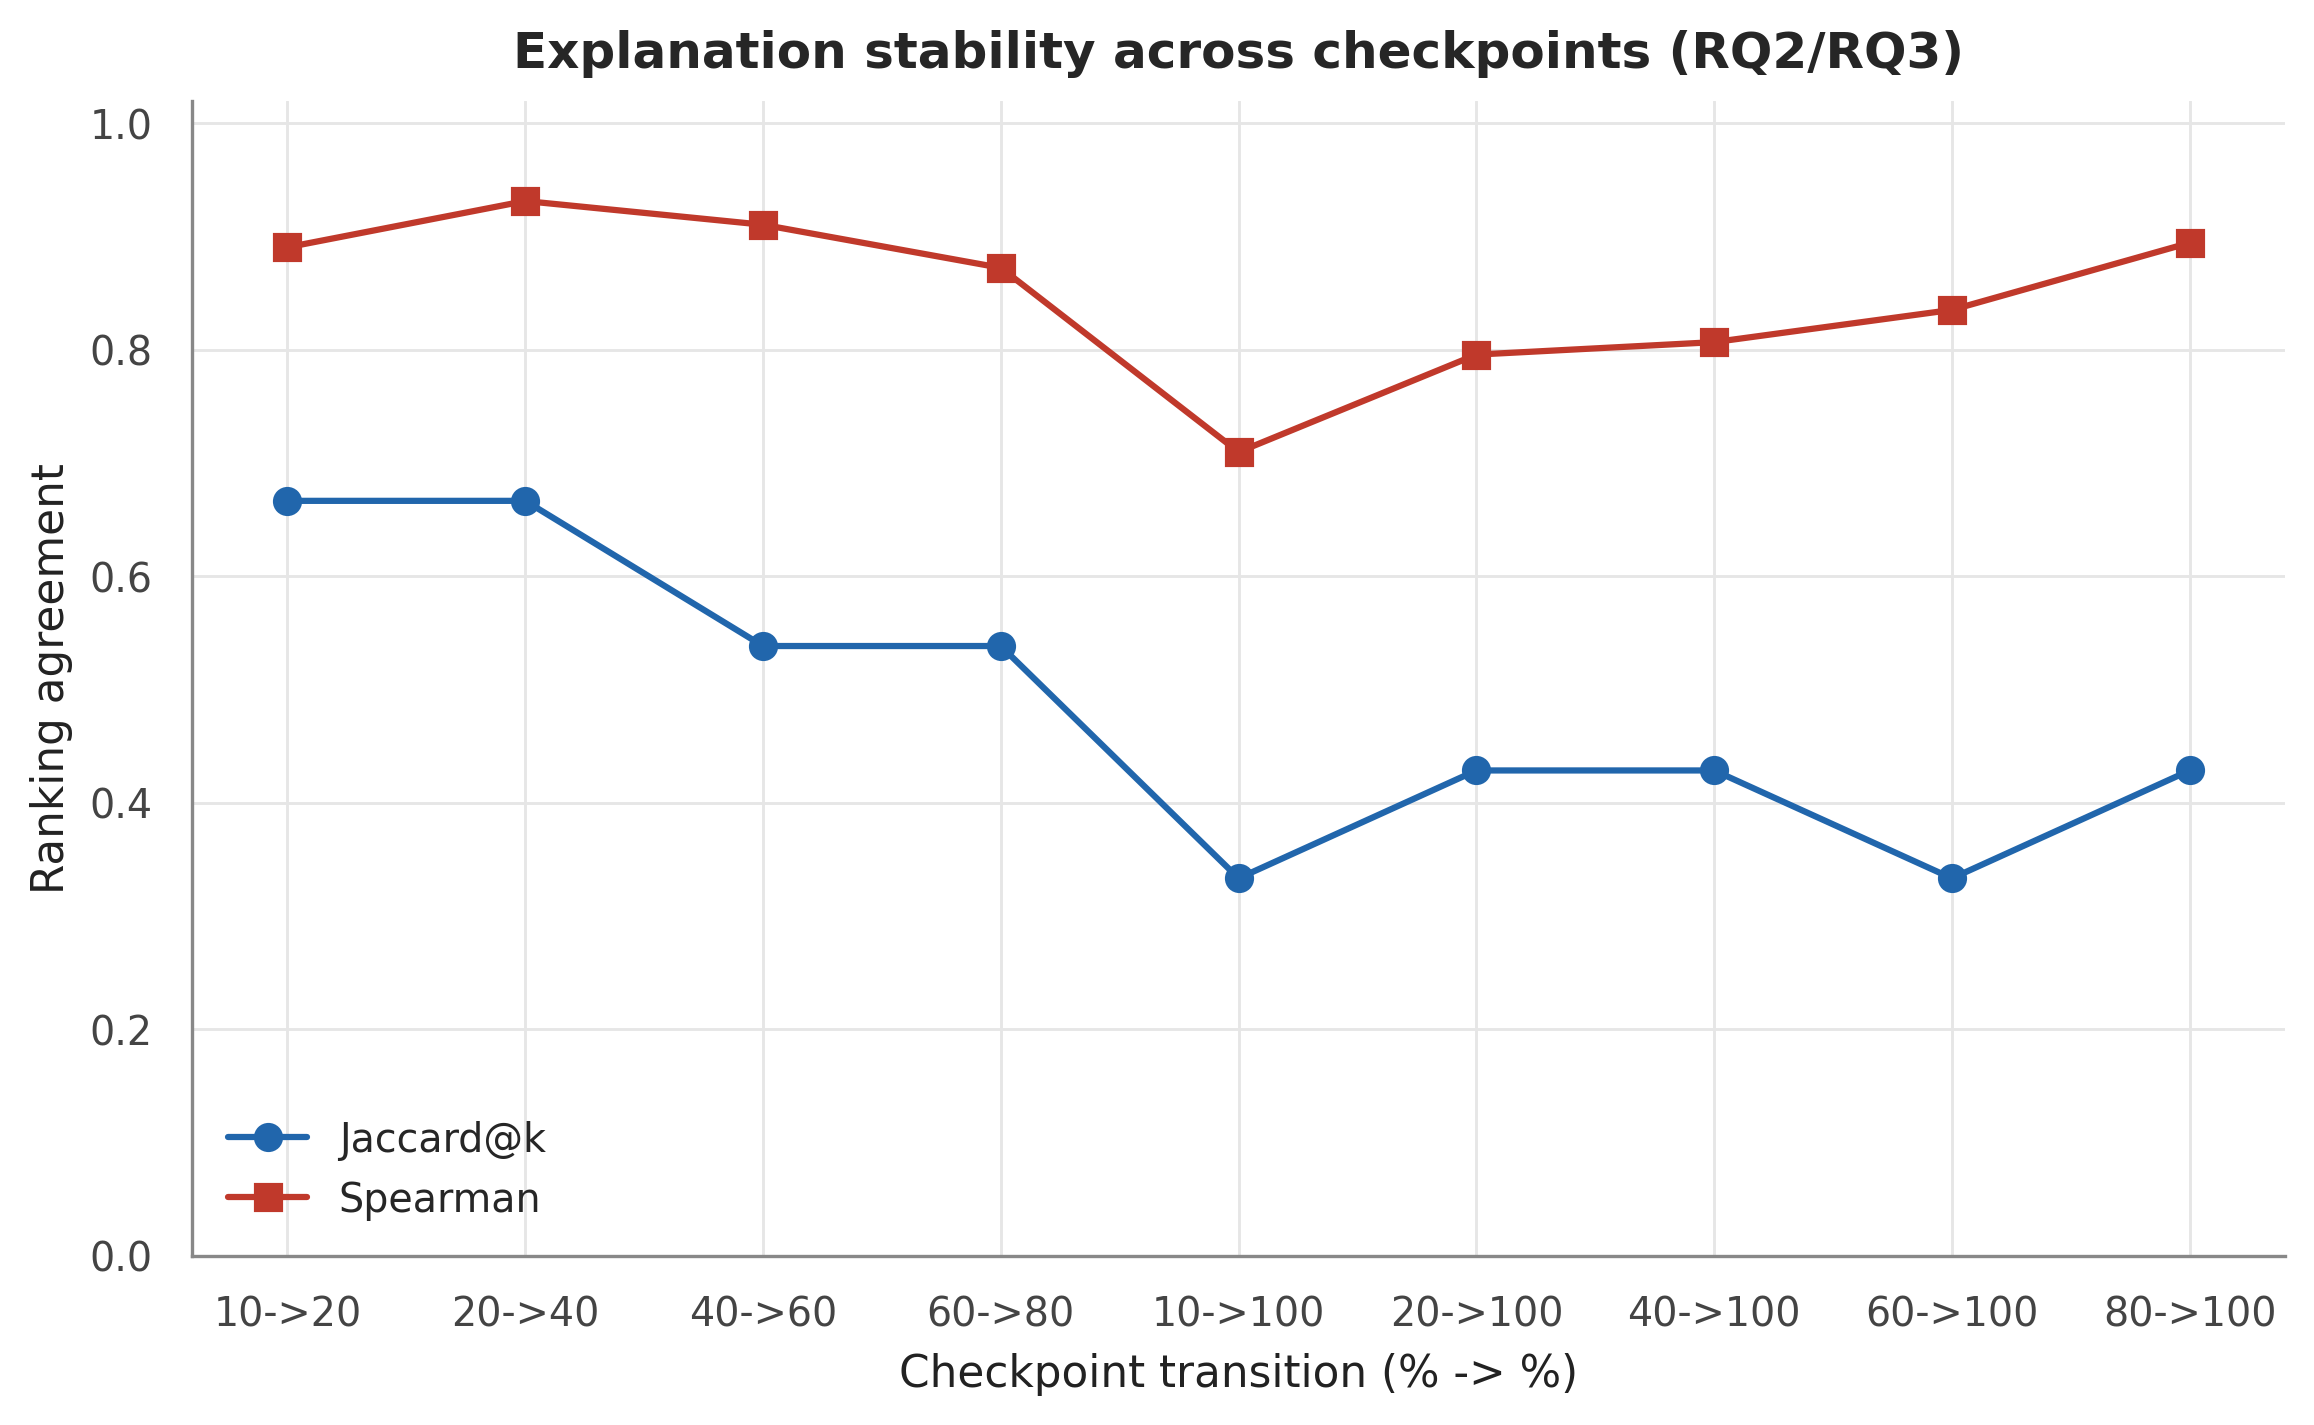 Explanation stability across checkpoints (RQ2/RQ3)
Ranking agreement
1.0
0.8
0.6
0.4
0.2
0.0
Jaccard@k
Spearman
10->20 20->40 40->60 60->80 10->100 20->100 40->100 60->100 80->100
Checkpoint transition (% -> %)